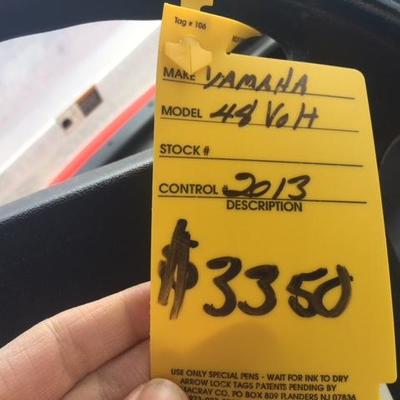 Tag # 106
MAKE YAMAHA
MODEL 48 Volt
STOCK #
CONTROL # 2013
DESCRIPTION
$3350
USE ONLY SPECIAL PENS - WAIT FOR INK TO DRY
ARROW LOCK TAGS PATENTS PENDING BY
MACRAY CO. PO BOX 809 FLANDERS NJ 07836